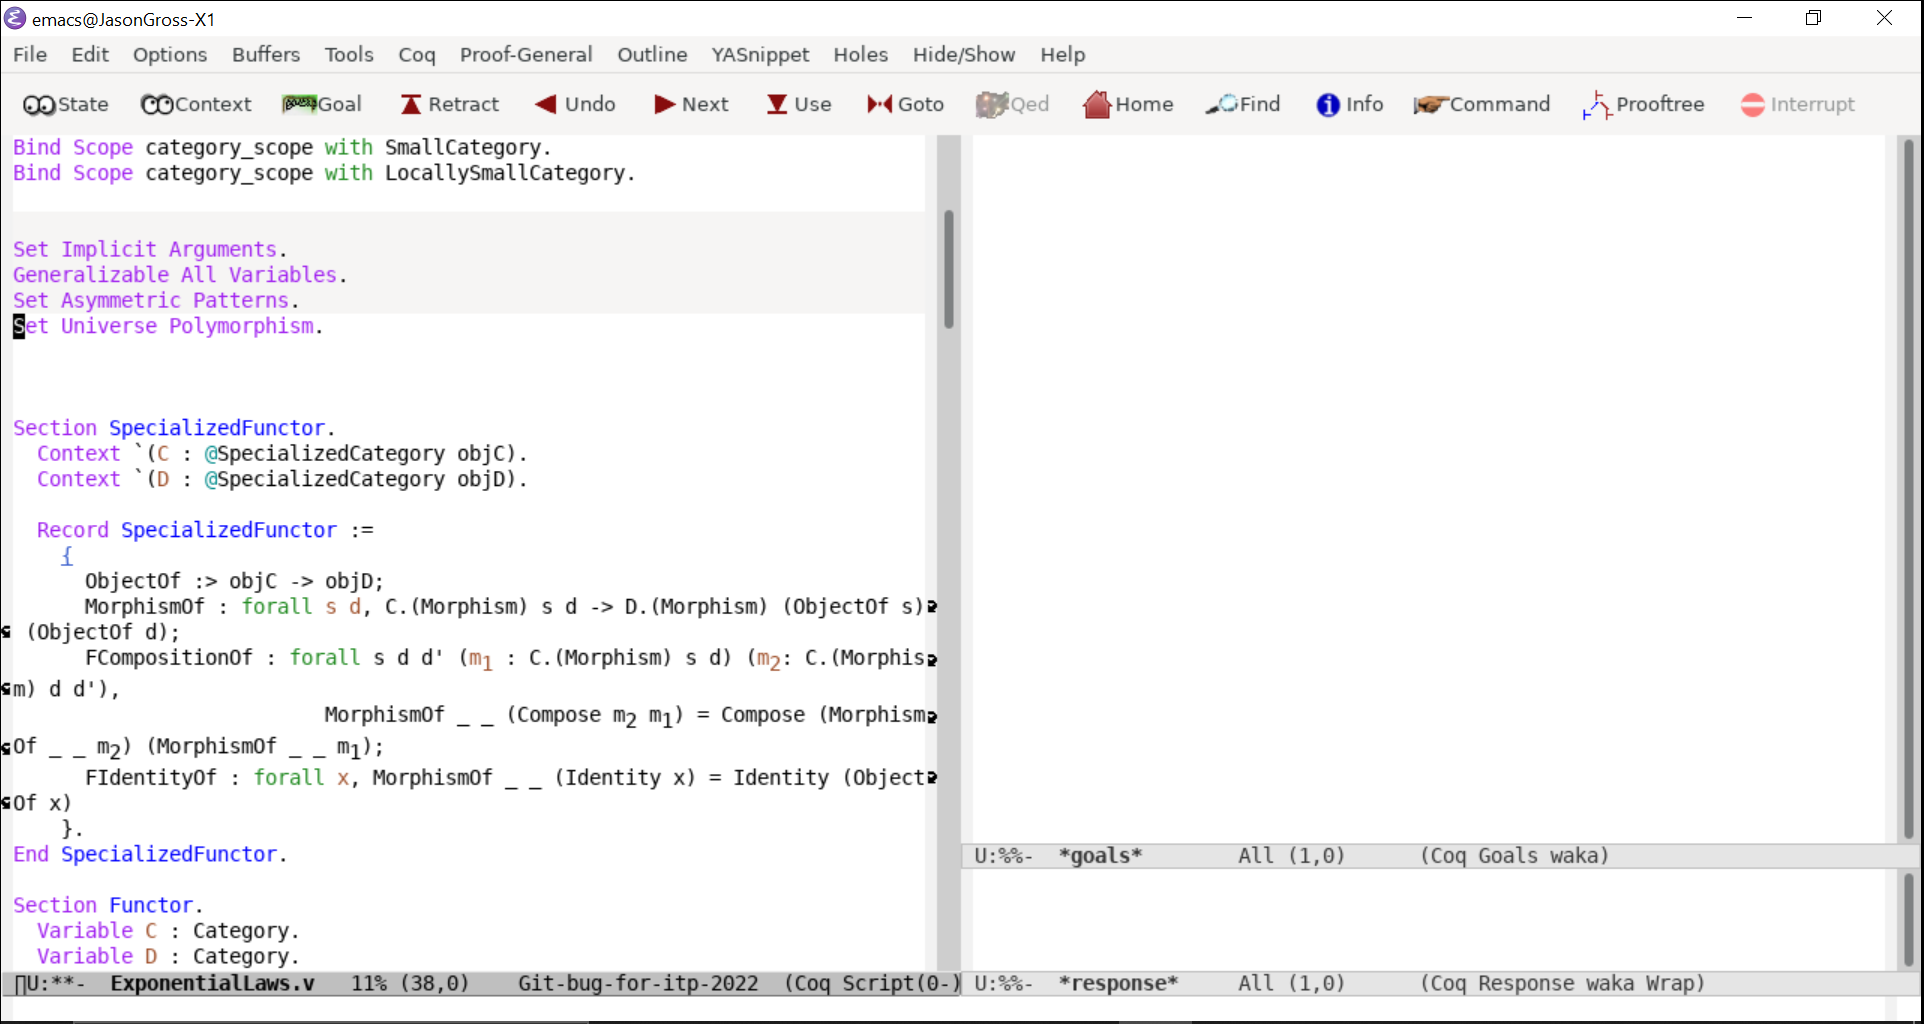 emacs@JasonGross-X1
File Edit Options Buffers Tools Coq Proof-General Outline YASnippet Holes Hide/Show Help
State Context Goal Retract Undo Next Use Goto Qed Home Find Info Command Prooftree Interrupt
Bind Scope category_scope with SmallCategory.
Bind Scope category_scope with LocallySmallCategory.
Set Implicit Arguments.
Generalizable All Variables.
Set Asymmetric Patterns.
Set Universe Polymorphism.
Section SpecializedFunctor.
Context `(C : @SpecializedCategory objC).
Context `(D : @SpecializedCategory objD).
Record SpecializedFunctor :=
{
ObjectOf :> objC -> objD;
MorphismOf : forall s d, C.(Morphism) s d -> D.(Morphism) (ObjectOf s)
(ObjectOf d);
FCompositionOf : forall s d d' (m₁ : C.(Morphism) s d) (m₂: C.(Morphis
m) d d'),
MorphismOf _ _ (Compose m₂ m₁) = Compose (Morphism
Of _ _ m₂) (MorphismOf _ _ m₁);
FIdentityOf : forall x, MorphismOf _ _ (Identity x) = Identity (Object
Of x)
}.
End SpecializedFunctor.
Section Functor.
Variable C : Category.
Variable D : Category.
U:**- ExponentialLaws.v 11% (38,0) Git-bug-for-itp-2022 (Coq Script(0-)
U:%%- *goals* All (1,0) (Coq Goals waka)
U:%%- *response* All (1,0) (Coq Response waka Wrap)